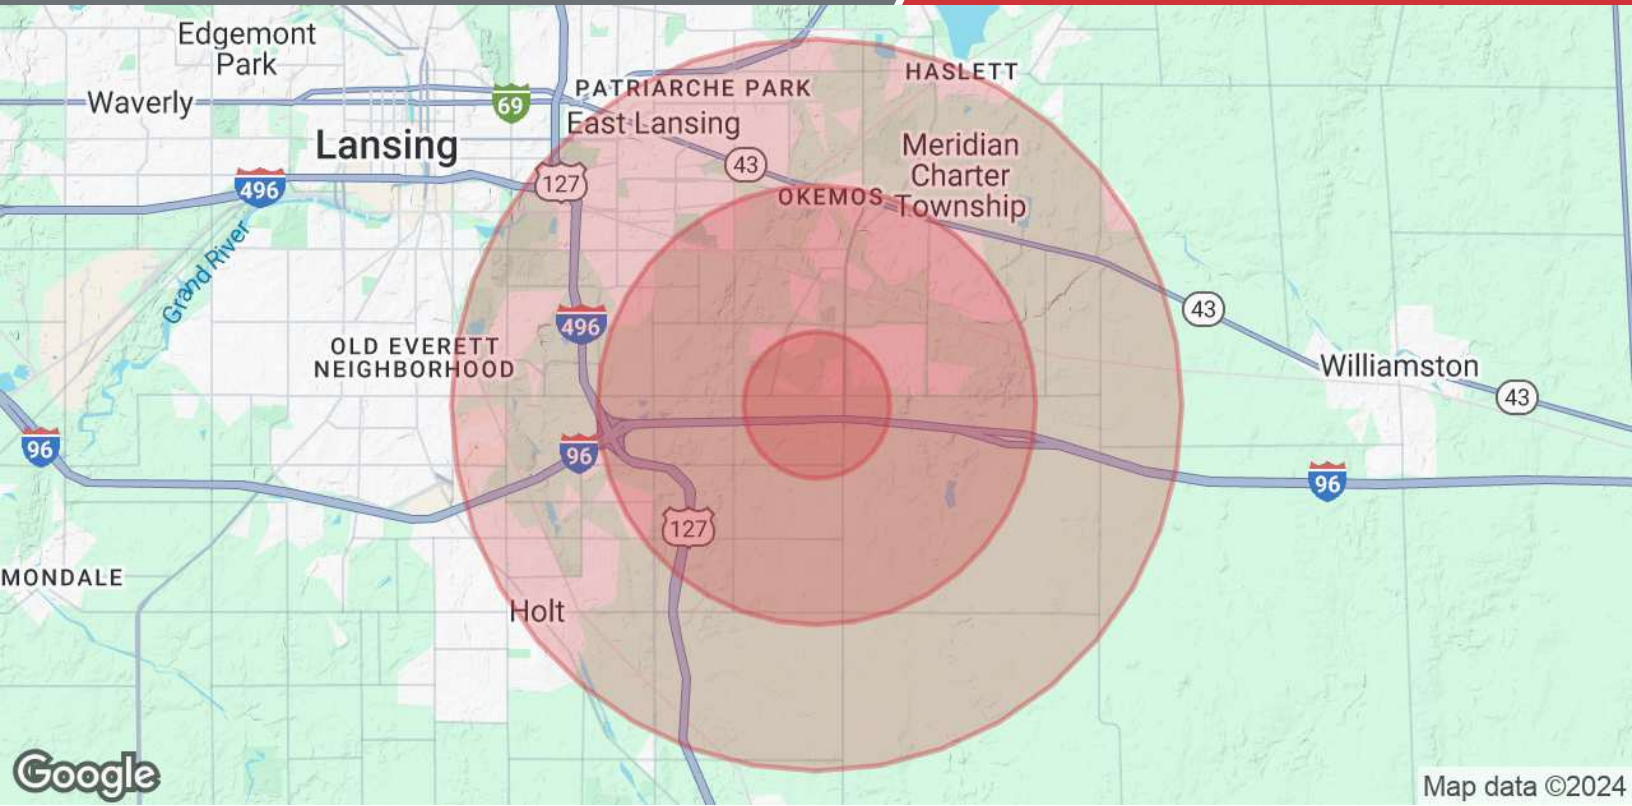 Edgemont
Park
Waverly
69
PATRIARCHE PARK
HASLETT
East Lansing
Lansing
43
Meridian
Charter
Township
127
496
OKEMOS
Grand River
43
496
OLD EVERETT
NEIGHBORHOOD
Williamston
43
96
96
96
127
MONDALE
Holt
Google
Map data ©2024